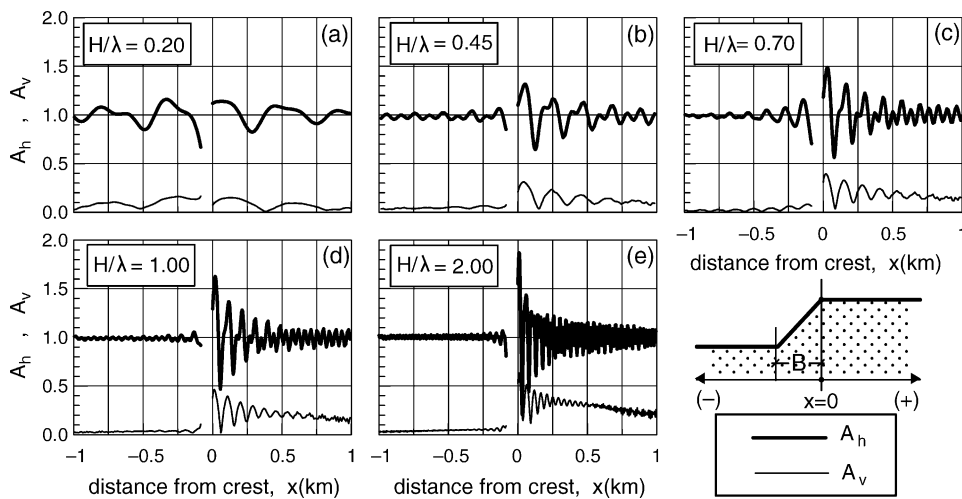 H/λ = 0.20 (a)
H/λ = 0.45 (b)
H/λ = 0.70 (c)
A_h , A_v
2.0
1.5
1.0
0.5
0.0
−1 −0.5 0 0.5 1
distance from crest, x(km)
H/λ = 1.00 (d)
H/λ = 2.00 (e)
A_h , A_v
2.0
1.5
1.0
0.5
0.0
−1 −0.5 0 0.5 1
−1 −0.5 0 0.5 1
distance from crest, x(km)
distance from crest, x(km)
B
(−) x=0 (+)
A_h
A_v